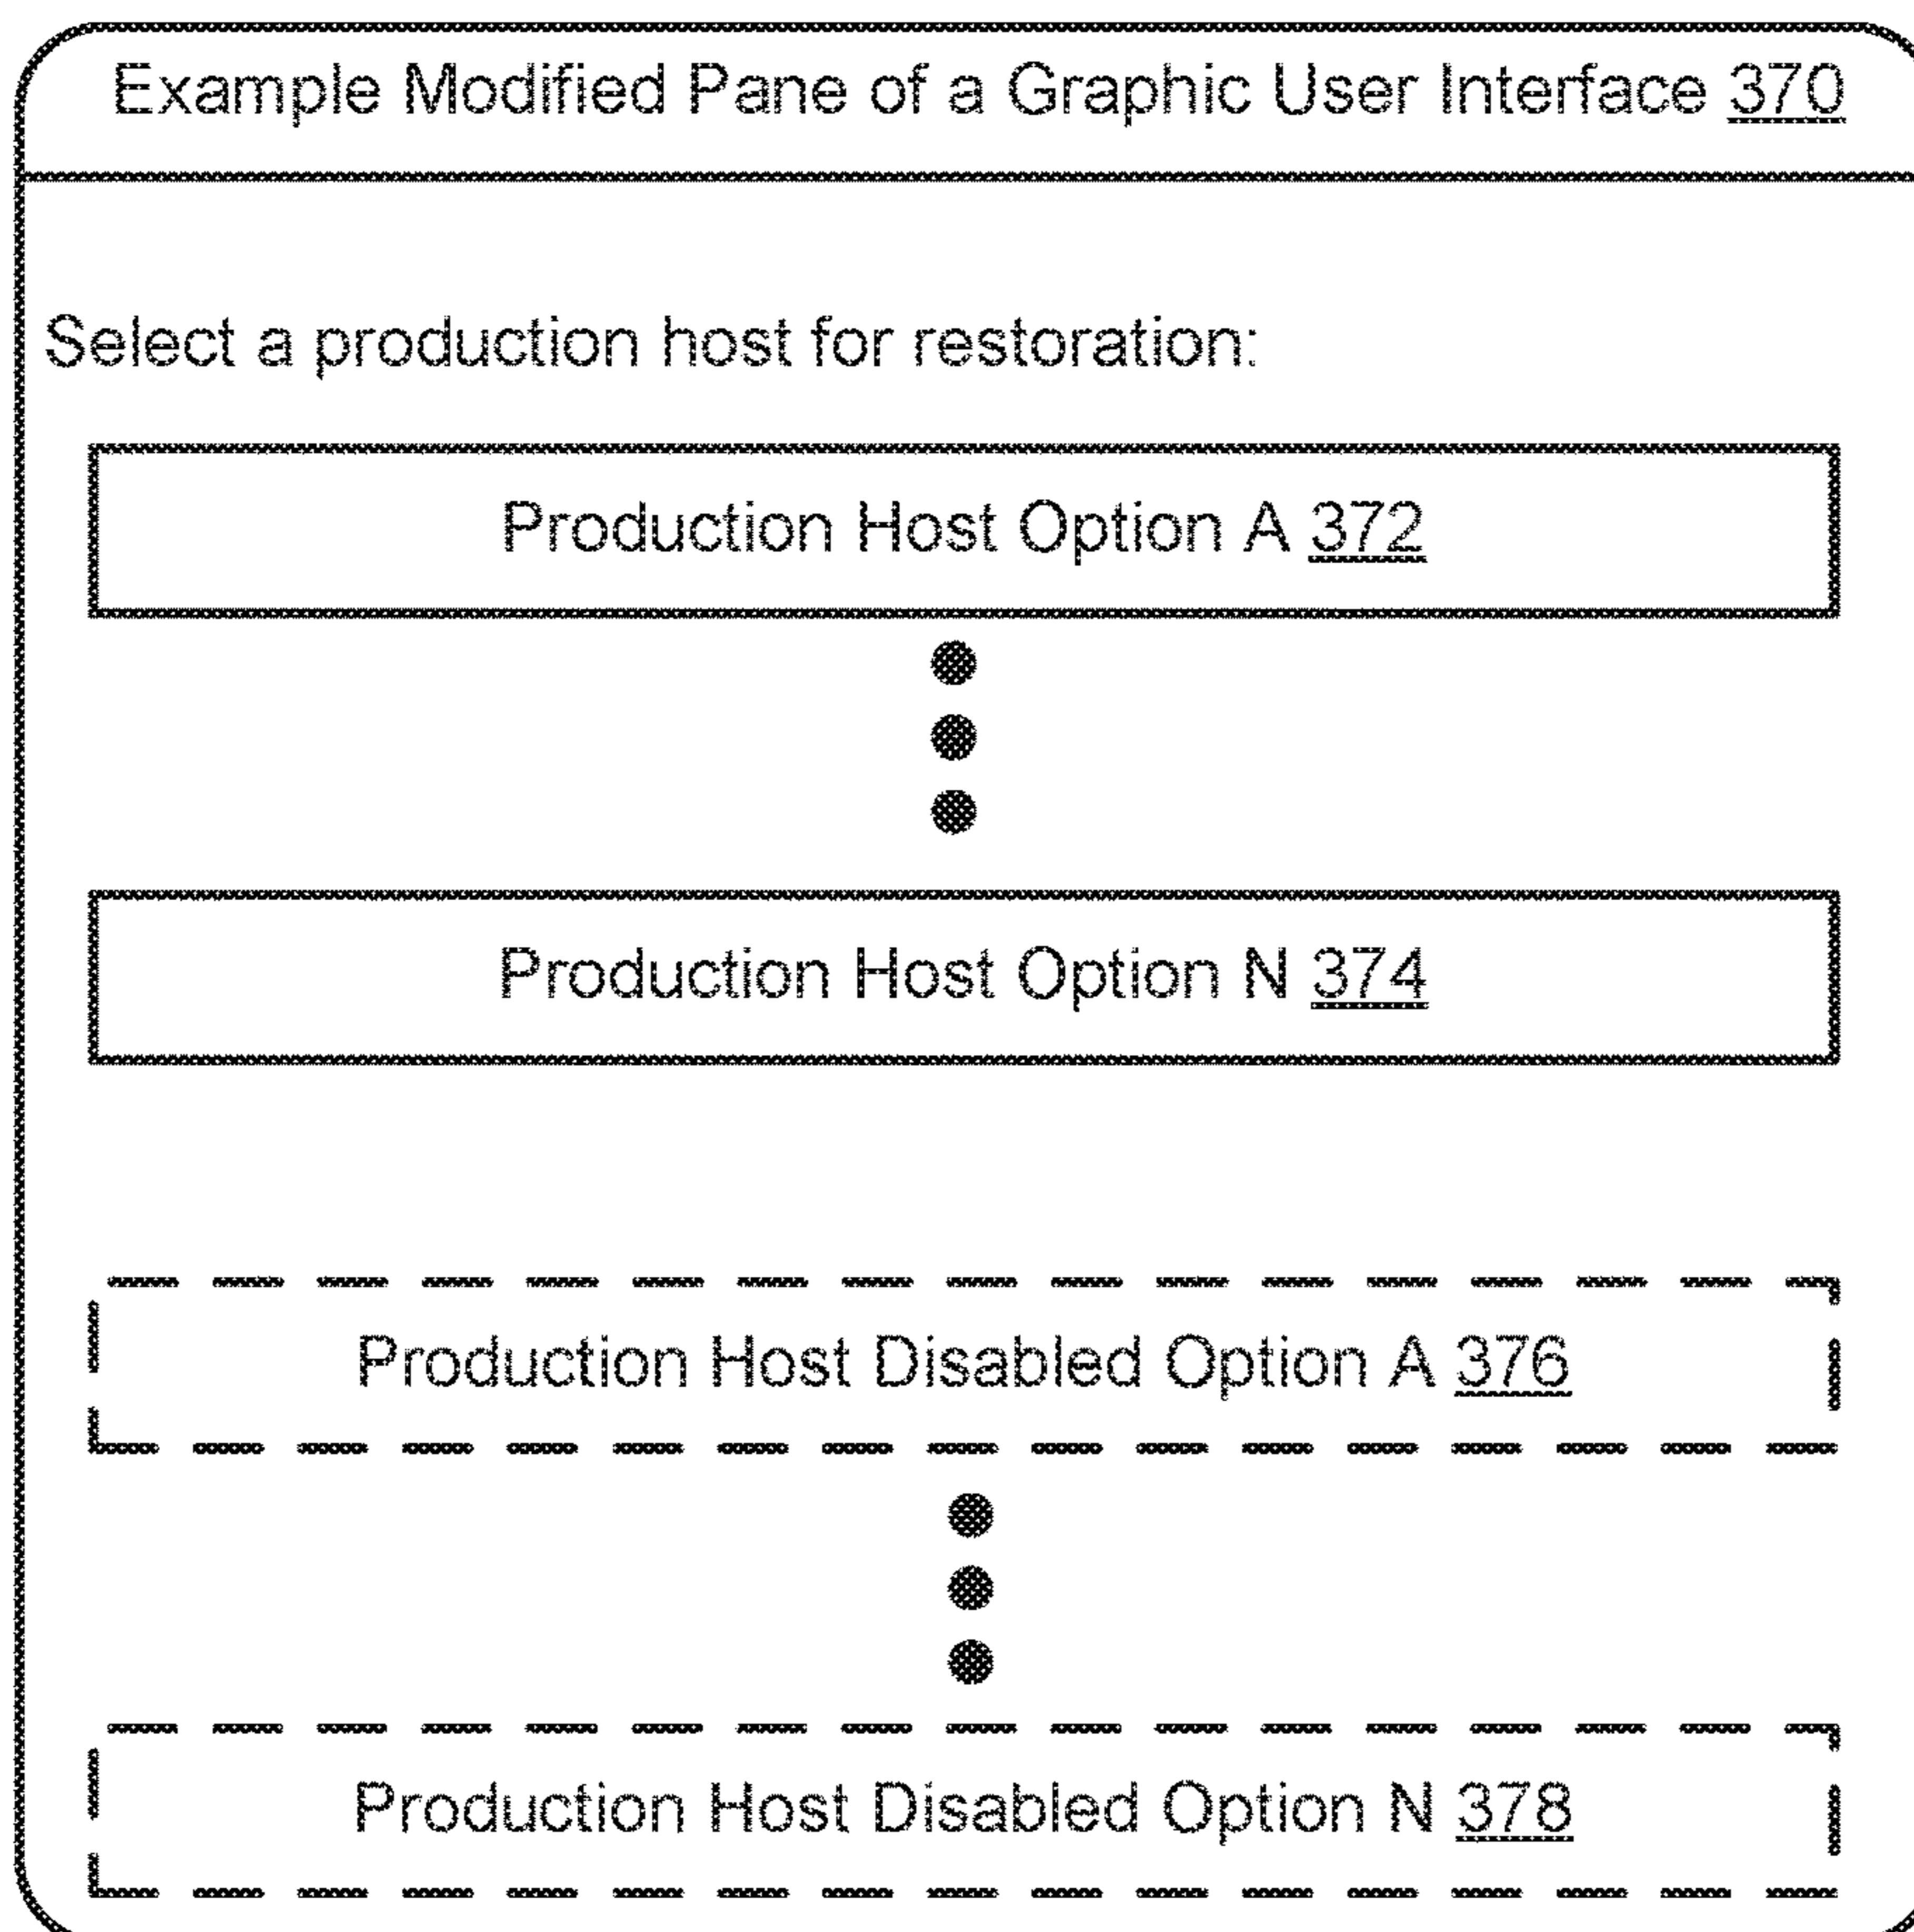 Example Modified Pane of a Graphic User Interface 370
Select a production host for restoration:
Production Host Option A 372
Production Host Option N 374
Production Host Disabled Option A 376
Production Host Disabled Option N 378